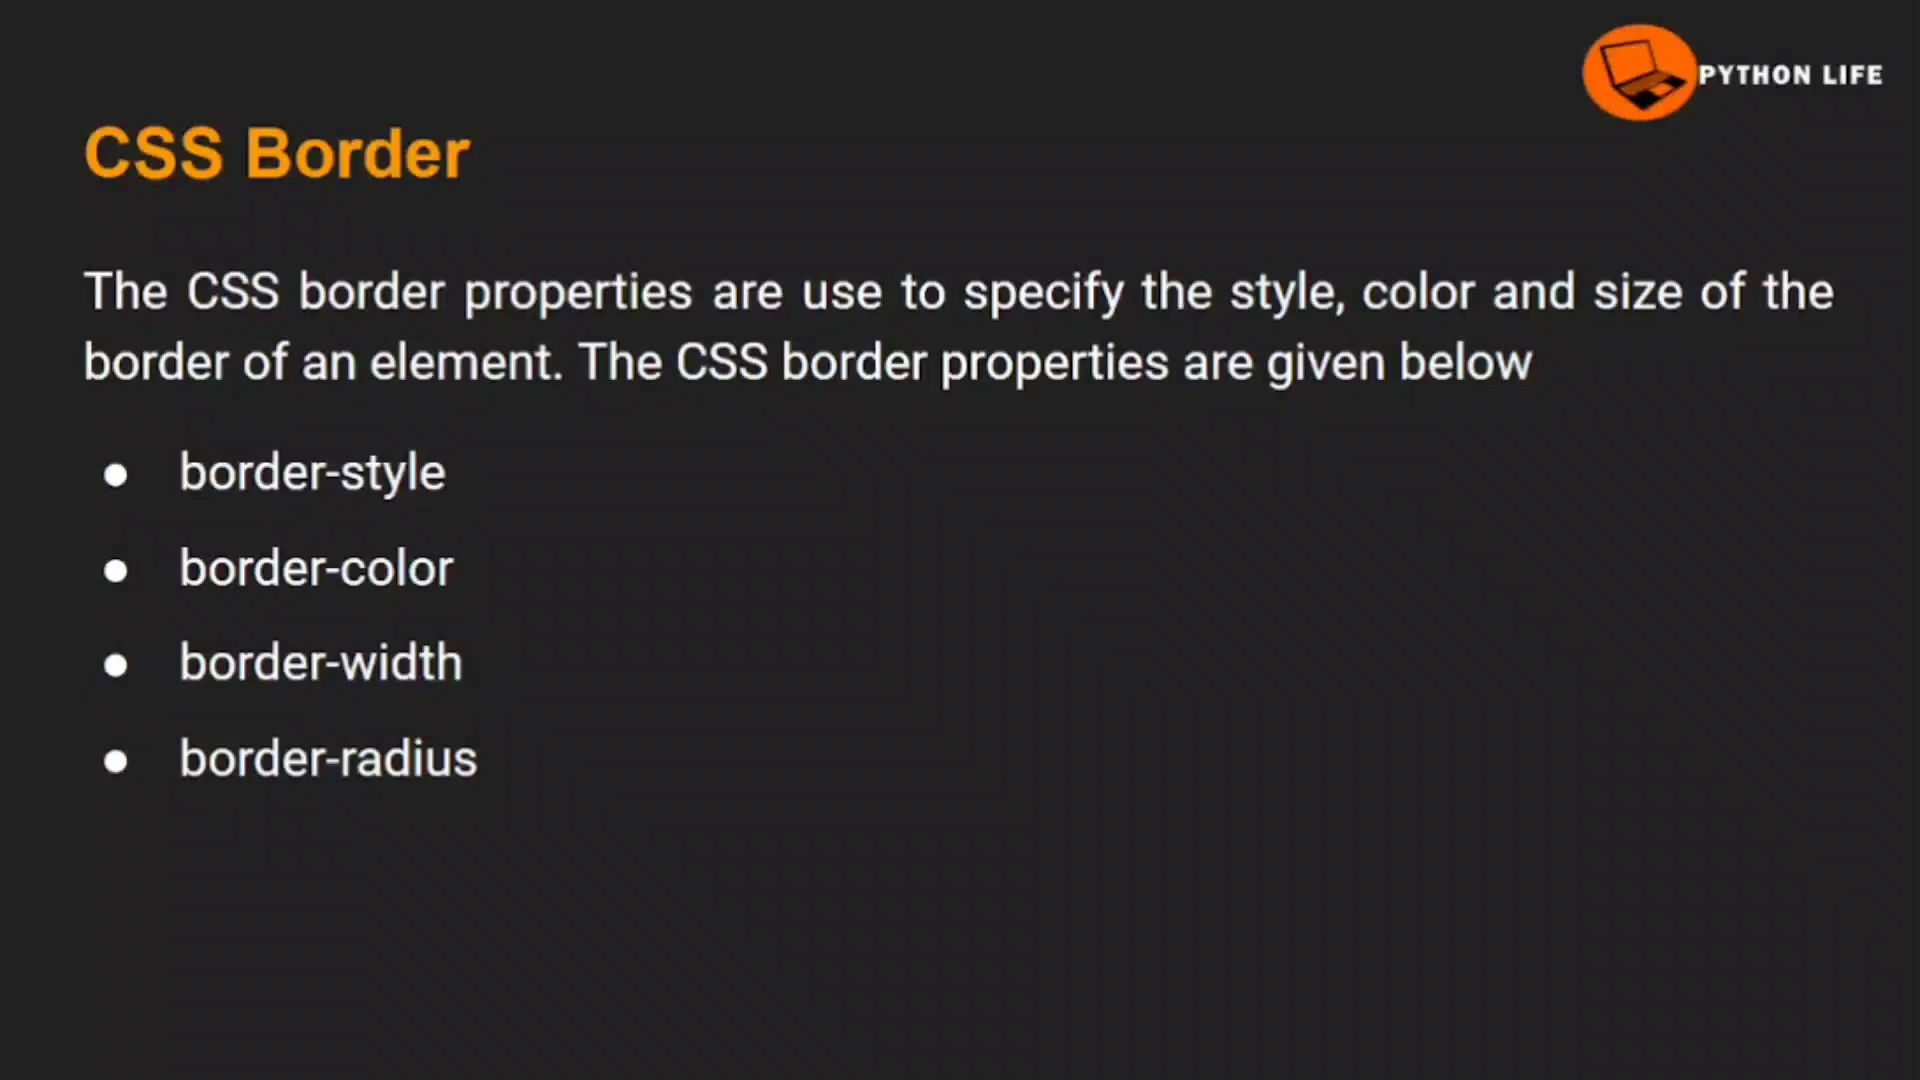 PYTHON LIFE
CSS Border
The CSS border properties are use to specify the style, color and size of the
border of an element. The CSS border properties are given below
● border-style
● border-color
● border-width
● border-radius